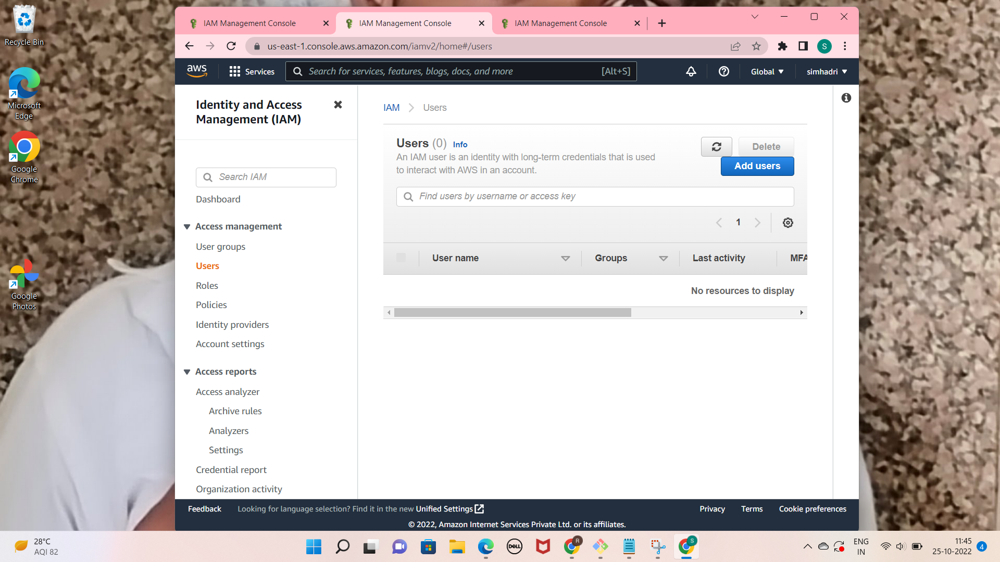 Recycle Bin
Microsoft
Edge
Google
Chrome
Google
Photos
IAM Management Console
IAM Management Console
IAM Management Console
us-east-1.console.aws.amazon.com/iamv2/home#/users
S
aws
Services
Search for services, features, blogs, docs, and more
[Alt+S]
Global
simhadri
Identity and Access
Management (IAM)
Search IAM
Dashboard
Access management
User groups
Users
Roles
Policies
Identity providers
Account settings
Access reports
Access analyzer
Archive rules
Analyzers
Settings
Credential report
Organization activity
IAM
Users
Users (0) Info
An IAM user is an identity with long-term credentials that is used
to interact with AWS in an account.
Delete
Add users
Find users by username or access key
1
User name
Groups
Last activity
MFA
No resources to display
Feedback
Looking for language selection? Find it in the new Unified Settings
Privacy
Terms
Cookie preferences
© 2022, Amazon Internet Services Private Ltd. or its affiliates.
28°C
AQI 82
DELL
R
S
ENG
IN
11:45
25-10-2022
4